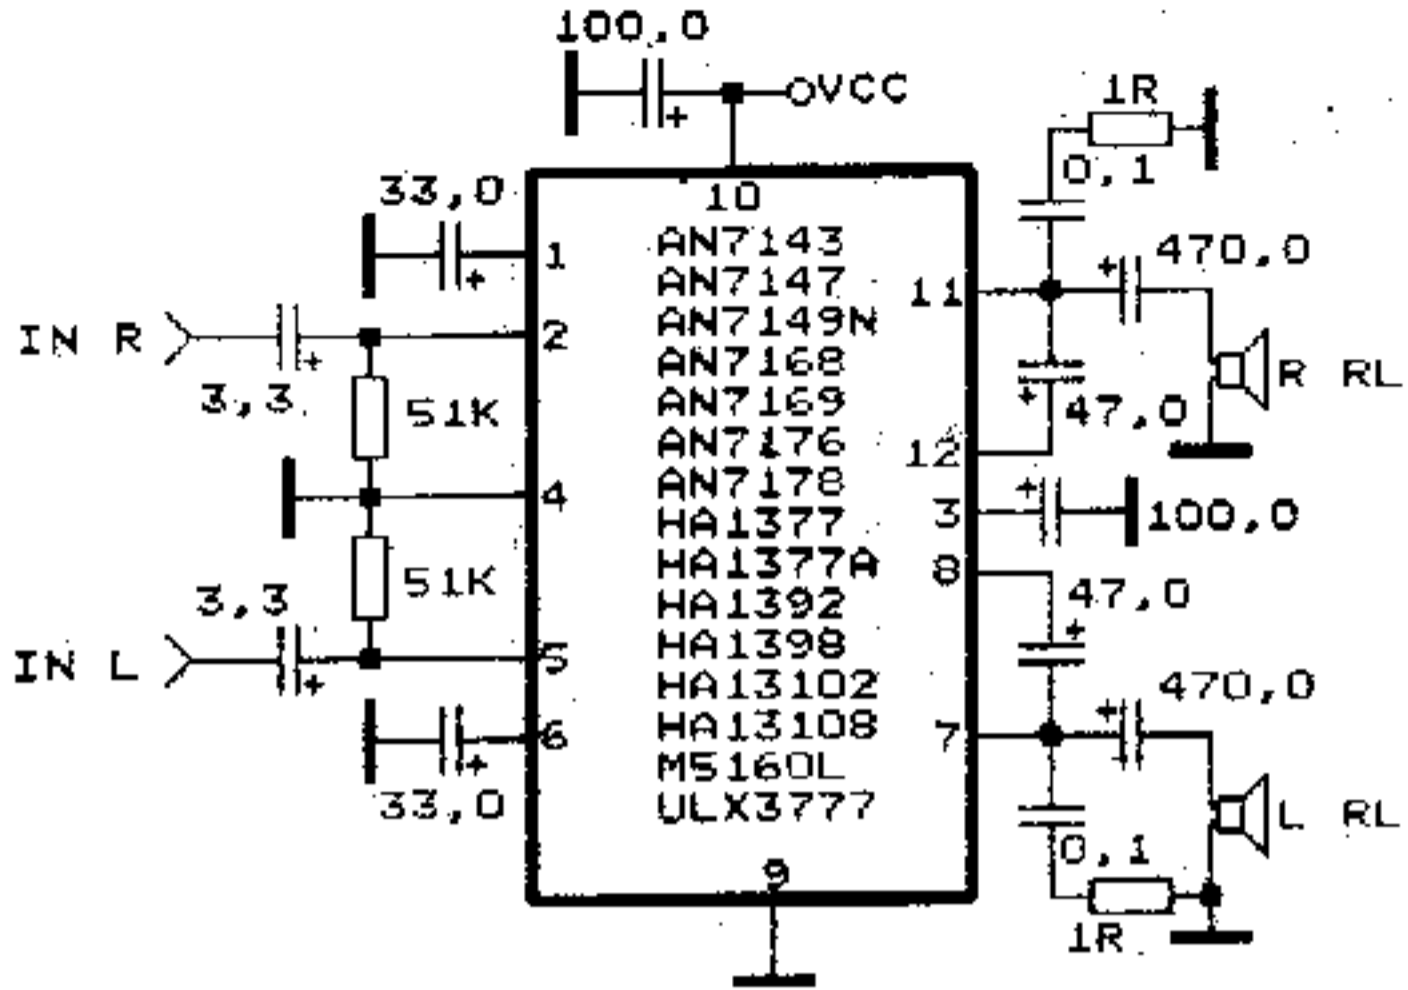 100,0
VCC
1R
33,0
10
0,1
1
AN7143
470,0
AN7147
11
IN R
2
AN7149N
3,3
AN7168
R RL
51K
AN7169
47,0
AN7176
12
4
AN7178
3
100,0
HA1377
51K
HA1377A
8
3,3
HA1392
47,0
IN L
5
HA1398
HA13102
470,0
6
HA13108
7
33,0
M5160L
ULX3777
L RL
0,1
9
1R